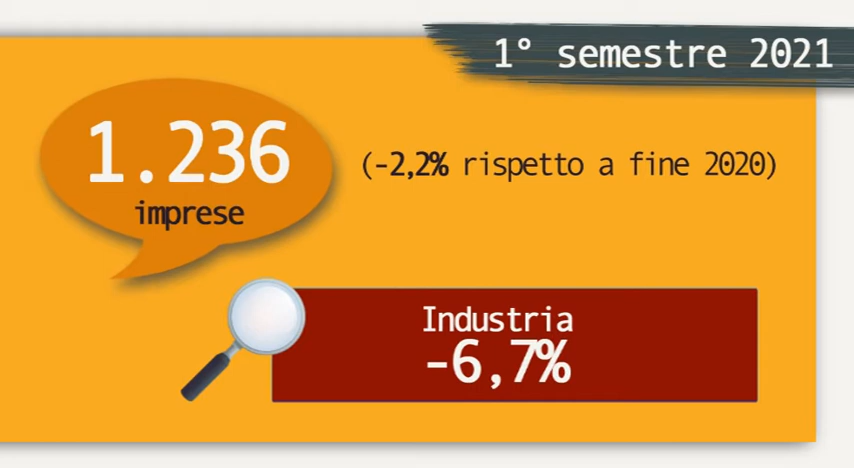 1° semestre 2021
1.236
imprese
(-2,2% rispetto a fine 2020)
Industria
-6,7%